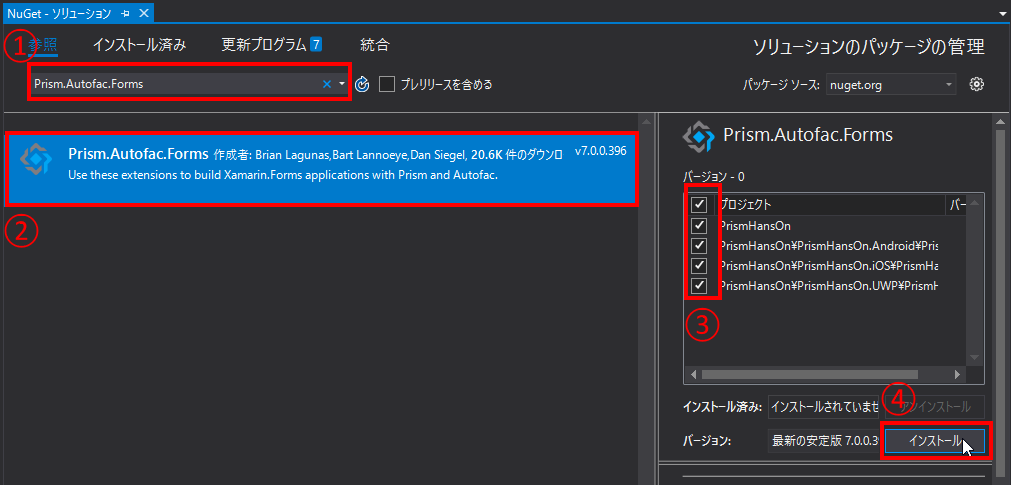 NuGet - ソリューション
① 参照 インストール済み 更新プログラム 7 統合 ソリューションのパッケージの管理
Prism.Autofac.Forms プレリリースを含める パッケージ ソース: nuget.org
Prism.Autofac.Forms 作成者: Brian Lagunas,Bart Lannoeye,Dan Siegel, 20.6K 件のダウンロ v7.0.0.396
Use these extensions to build Xamarin.Forms applications with Prism and Autofac.
②
Prism.Autofac.Forms
バージョン - 0
プロジェクト バー
PrismHansOn
PrismHansOn¥PrismHansOn.Android¥Pris
PrismHansOn¥PrismHansOn.iOS¥PrismHa
PrismHansOn¥PrismHansOn.UWP¥PrismH
③
④
インストール済み: インストールされていませ アンインストール
バージョン: 最新の安定版 7.0.0.39 インストール